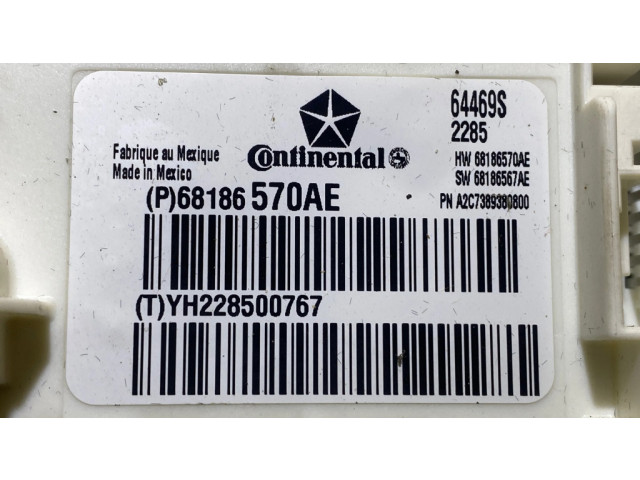 64469S
2285
Continental
Fabrique au Mexique
Made in Mexico
HW 68186570AE
SW 68186567AE
PN A2C7389380800
(P)68186 570AE
(T)YH228500767